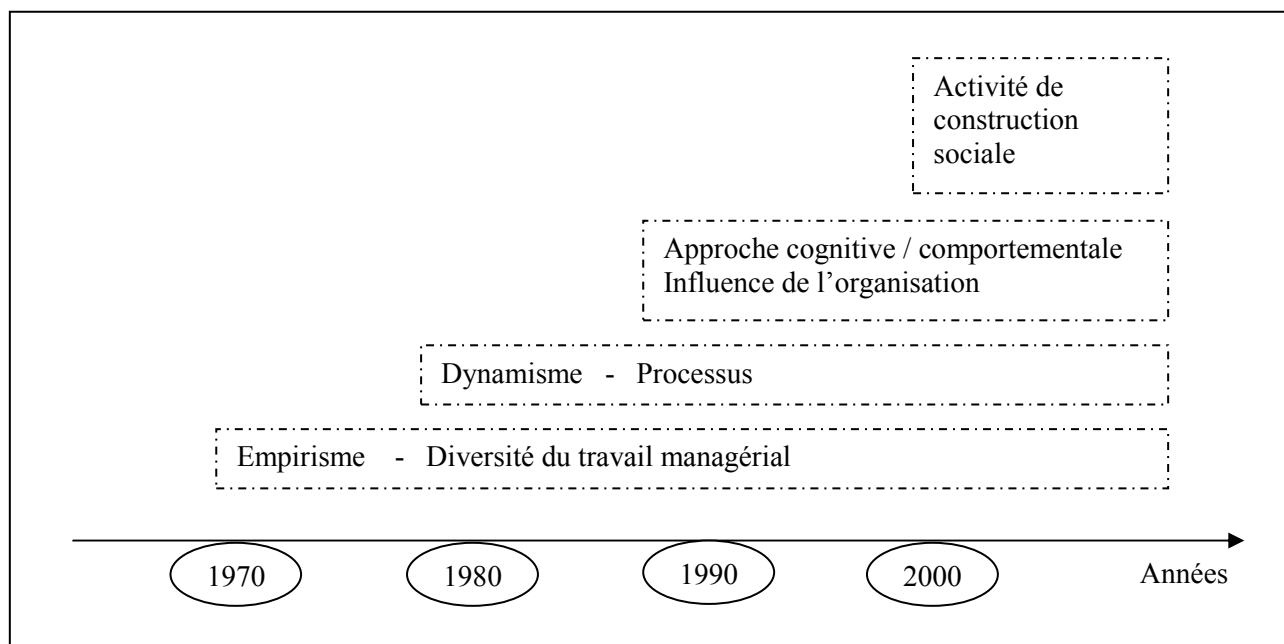 Activité de
construction
sociale
Approche cognitive / comportementale
Influence de l’organisation
Dynamisme - Processus
Empirisme - Diversité du travail managérial
1970 1980 1990 2000 Années